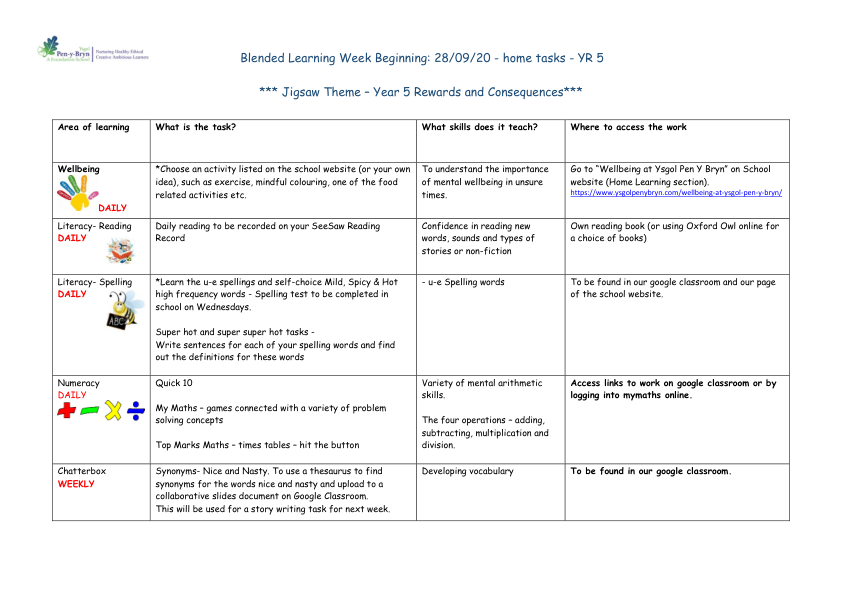 Ysgol
Pen-y-Bryn
A Foundation School
Nurturing Healthy Ethical
Creative Ambitious Learners
Blended Learning Week Beginning: 28/09/20 - home tasks - YR 5
*** Jigsaw Theme – Year 5 Rewards and Consequences***
Area of learning
What is the task?
What skills does it teach?
Where to access the work
Wellbeing
DAILY
*Choose an activity listed on the school website (or your own
idea), such as exercise, mindful colouring, one of the food
related activities etc.
To understand the importance
of mental wellbeing in unsure
times.
Go to “Wellbeing at Ysgol Pen Y Bryn” on School
website (Home Learning section).
https://www.ysgolpenybryn.com/wellbeing-at-ysgol-pen-y-bryn/
Literacy- Reading
DAILY
Daily reading to be recorded on your SeeSaw Reading
Record
Confidence in reading new
words, sounds and types of
stories or non-fiction
Own reading book (or using Oxford Owl online for
a choice of books)
Literacy- Spelling
DAILY
ABC
*Learn the u-e spellings and self-choice Mild, Spicy & Hot
high frequency words - Spelling test to be completed in
school on Wednesdays.
Super hot and super super hot tasks -
Write sentences for each of your spelling words and find
out the definitions for these words
- u-e Spelling words
To be found in our google classroom and our page
of the school website.
Numeracy
DAILY
Quick 10
My Maths – games connected with a variety of problem
solving concepts
Top Marks Maths – times tables – hit the button
Variety of mental arithmetic
skills.
The four operations – adding,
subtracting, multiplication and
division.
Access links to work on google classroom or by
logging into mymaths online.
Chatterbox
WEEKLY
Synonyms- Nice and Nasty. To use a thesaurus to find
synonyms for the words nice and nasty and upload to a
collaborative slides document on Google Classroom.
This will be used for a story writing task for next week.
Developing vocabulary
To be found in our google classroom.